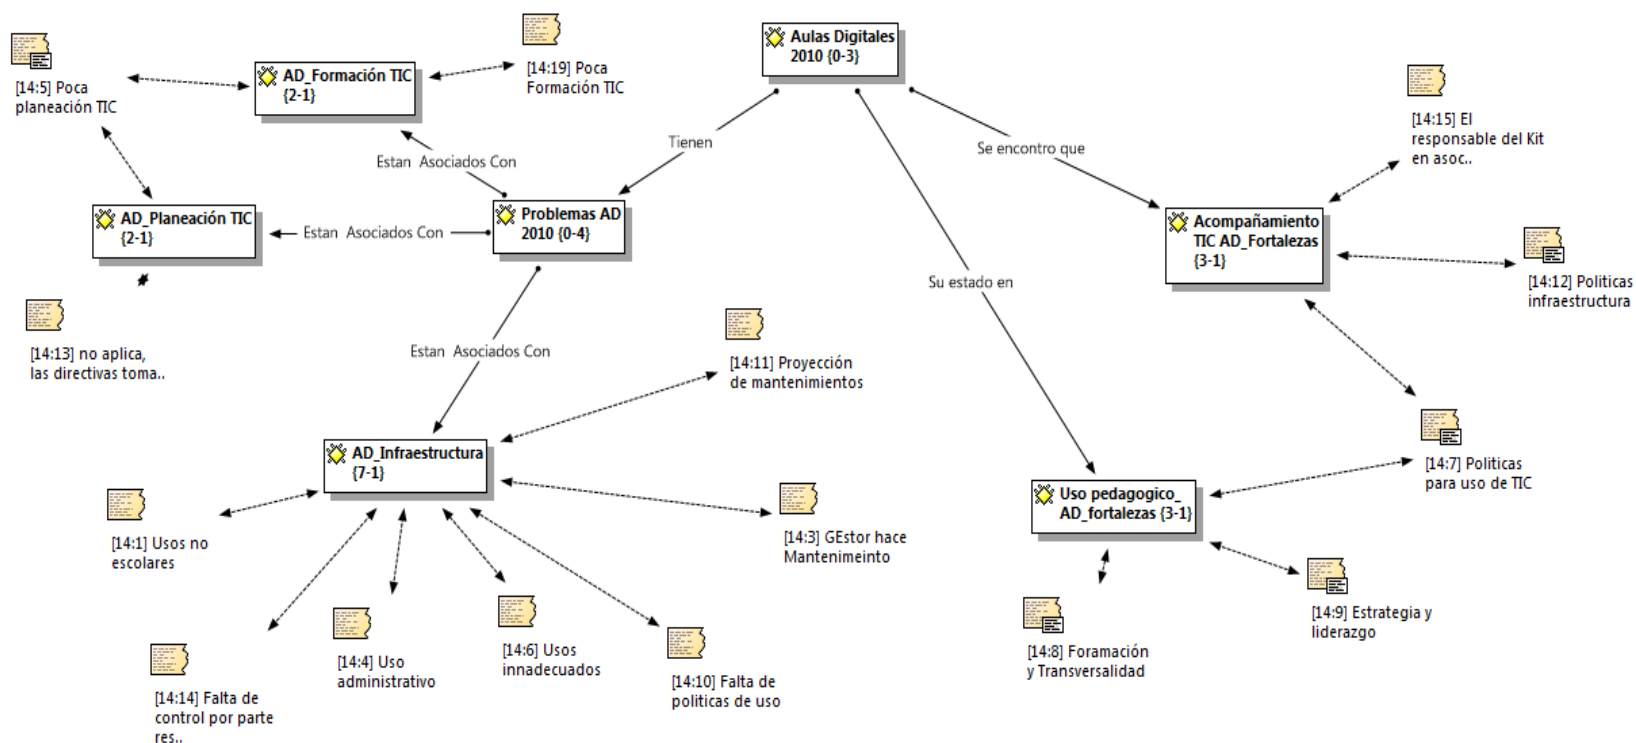 Aulas Digitales
2010 {0-3}
[14:5] Poca
planeación TIC
AD_Formación TIC
{2-1}
[14:19] Poca
Formación TIC
Tienen
Se encontro que
[14:15] El
responsable del Kit
en asoc..
Estan Asociados Con
AD_Planeación TIC
{2-1}
Estan Asociados Con
Problemas AD
2010 {0-4}
Acompañamiento
TIC AD_Fortalezas
{3-1}
Su estado en
[14:12] Politicas
infraestructura
[14:13] no aplica,
las directivas toma..
Estan Asociados Con
[14:11] Proyección
de mantenimientos
AD_Infraestructura
{7-1}
[14:7] Politicas
para uso de TIC
Uso pedagogico_
AD_fortalezas {3-1}
[14:1] Usos no
escolares
[14:3] GEstor hace
Mantenimeinto
[14:9] Estrategia y
liderazgo
[14:8] Foramación
y Transversalidad
[14:14] Falta de
control por parte
res..
[14:4] Uso
administrativo
[14:6] Usos
innadecuados
[14:10] Falta de
politicas de uso